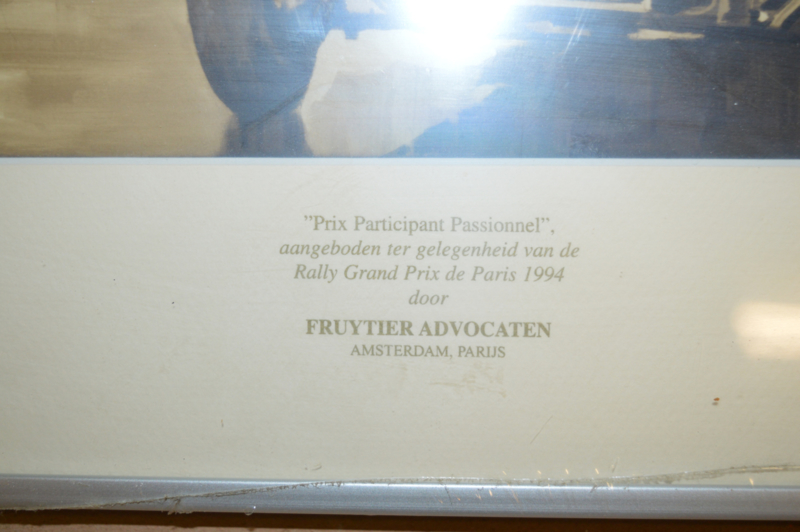 ”Prix Participant Passionnel”,
aangeboden ter gelegenheid van de
Rally Grand Prix de Paris 1994
door
FRUYTIER ADVOCATEN
AMSTERDAM, PARIJS